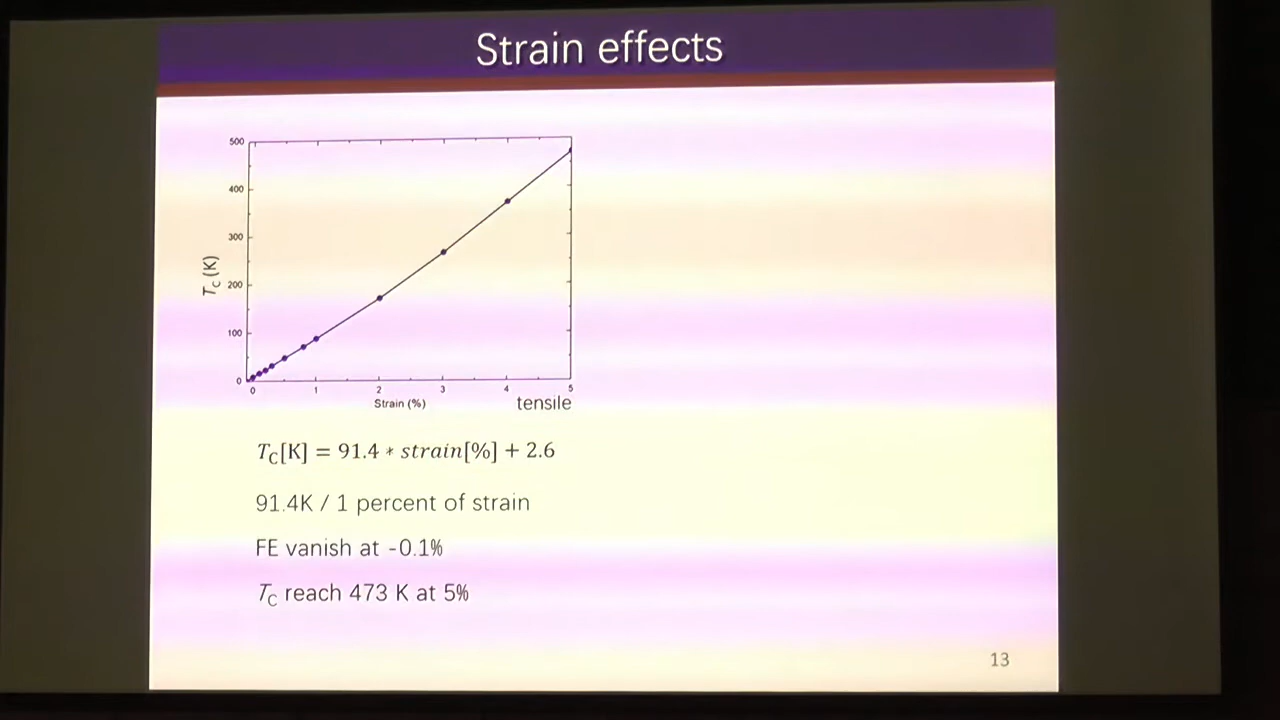 Strain effects
500
400
300
200
100
0
T_C (K)
0 1 2 3 4 5
Strain (%)
tensile
T_C[K] = 91.4 * strain[%] + 2.6
91.4K / 1 percent of strain
FE vanish at -0.1%
T_C reach 473 K at 5%
13